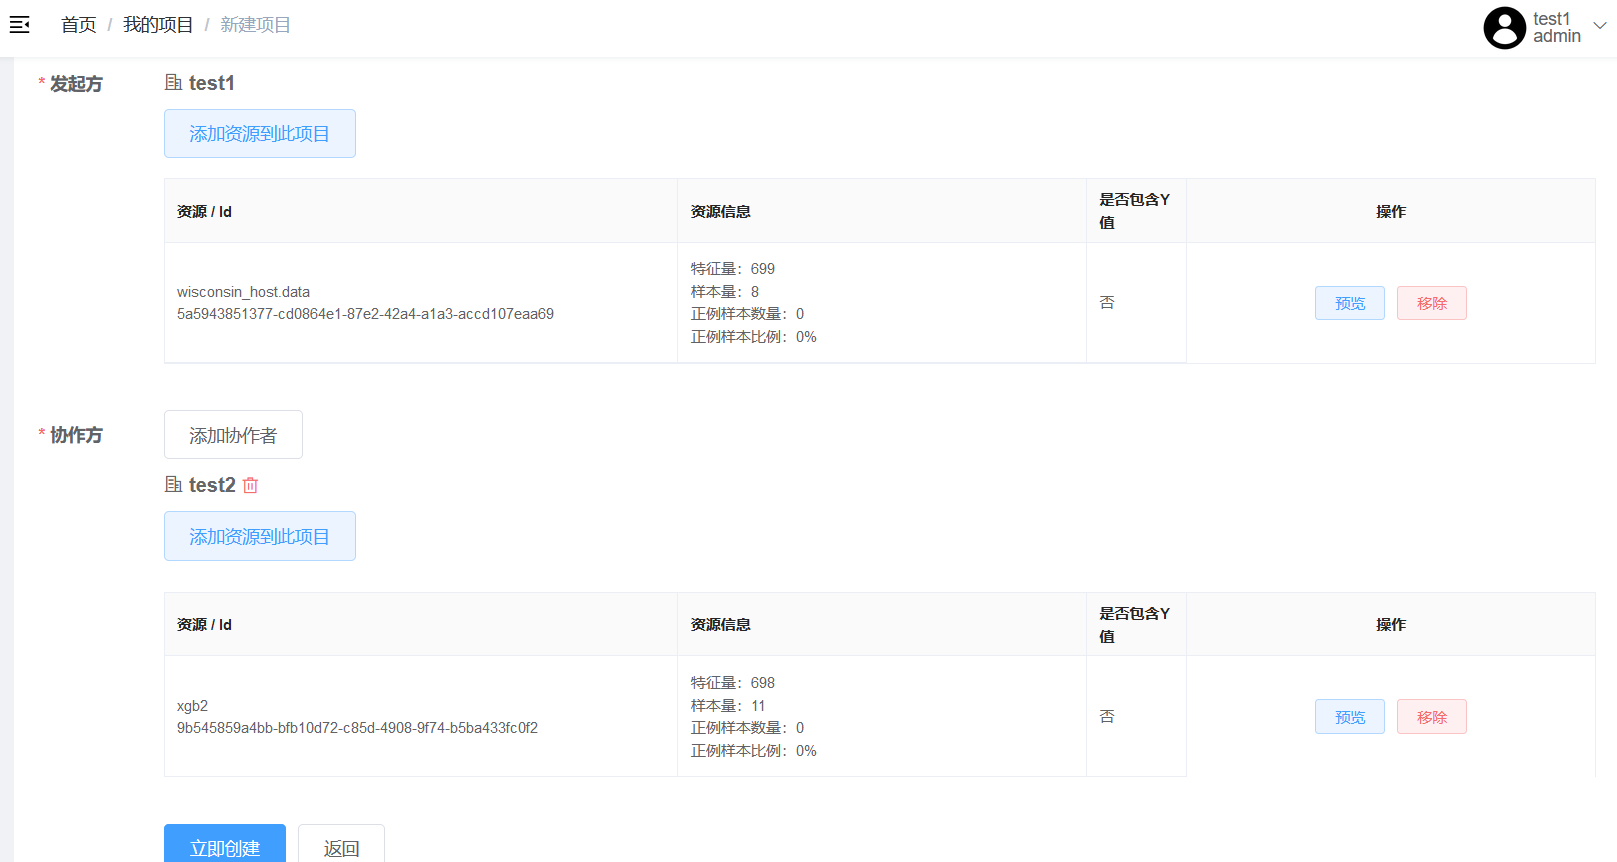 首页 / 我的项目 / 新建项目
test1
admin
* 发起方
test1
添加资源到此项目
资源 / Id
资源信息
是否包含Y
值
操作
wisconsin_host.data
5a5943851377-cd0864e1-87e2-42a4-a1a3-accd107eaa69
特征量：699
样本量：8
正例样本数量：0
正例样本比例：0%
否
预览
移除
* 协作方
添加协作者
test2
添加资源到此项目
资源 / Id
资源信息
是否包含Y
值
操作
xgb2
9b545859a4bb-bfb10d72-c85d-4908-9f74-b5ba433fc0f2
特征量：698
样本量：11
正例样本数量：0
正例样本比例：0%
否
预览
移除
立即创建
返回